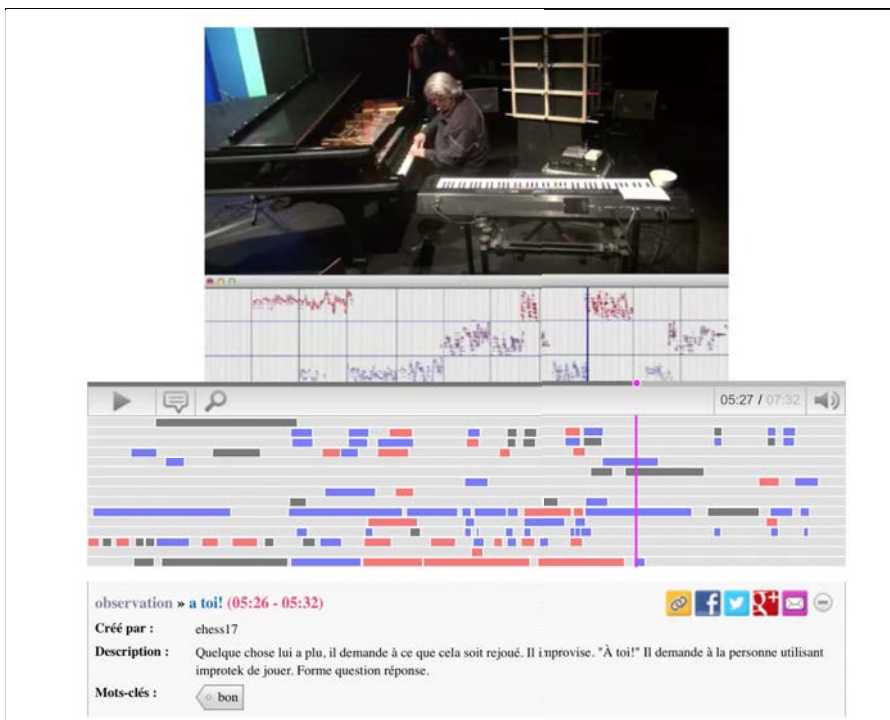 05:27 / 07:32
observation » a toi! (05:26 - 05:32)
Créé par : ehess17
Description : Quelque chose lui a plu, il demande à ce que cela soit rejoué. Il improvise. "À toi!" Il demande à la personne utilisant
improtek de jouer. Forme question réponse.
Mots-clés : bon